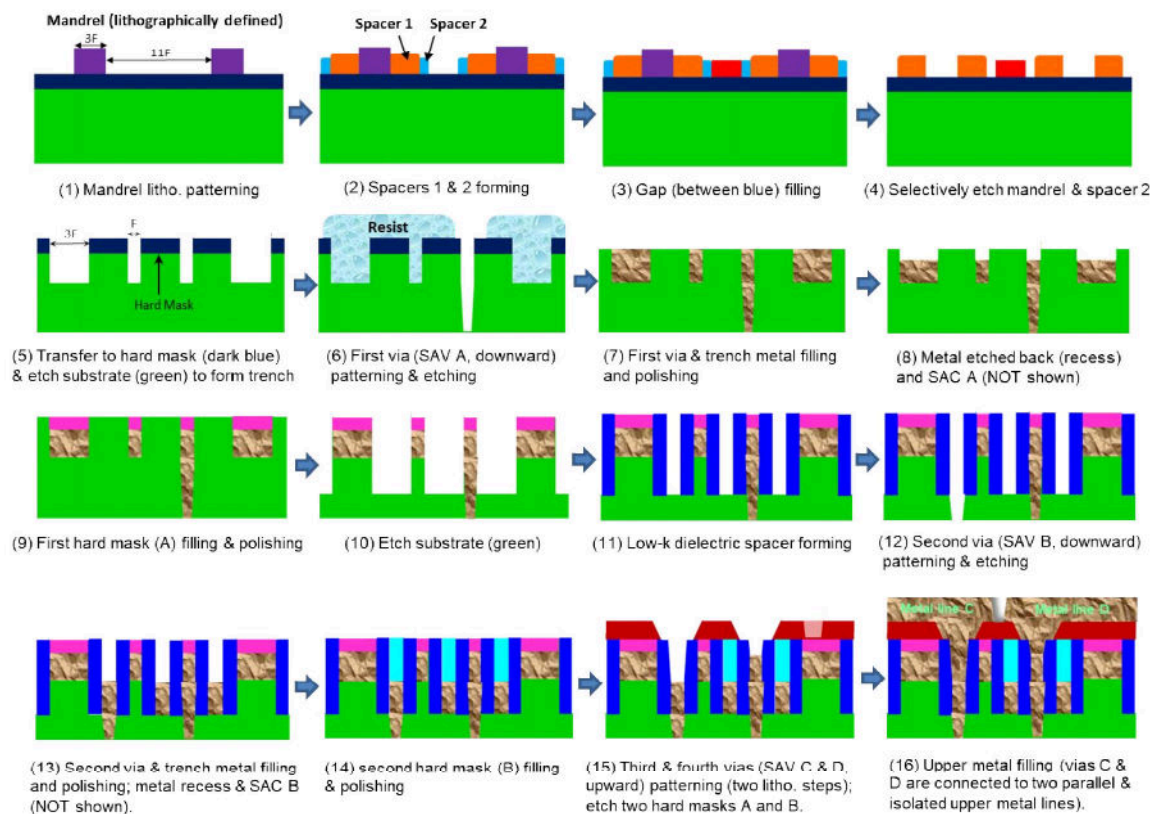 Mandrel (lithographically defined)
3F
11F
Spacer 1
Spacer 2
(1) Mandrel litho. patterning
(2) Spacers 1 & 2 forming
(3) Gap (between blue) filling
(4) Selectively etch mandrel & spacer 2
3F
F
Hard Mask
Resist
(5) Transfer to hard mask (dark blue)
& etch substrate (green) to form trench
(6) First via (SAV A, downward)
patterning & etching
(7) First via & trench metal filling
and polishing
(8) Metal etched back (recess)
and SAC A (NOT shown)
(9) First hard mask (A) filling & polishing
(10) Etch substrate (green)
(11) Low-k dielectric spacer forming
(12) Second via (SAV B, downward)
patterning & etching
Metal line C
Metal line D
(13) Second via & trench metal filling
and polishing; metal recess & SAC B
(NOT shown).
(14) second hard mask (B) filling
& polishing
(15) Third & fourth vias (SAV C & D,
upward) patterning (two litho. steps);
etch two hard masks A and B.
(16) Upper metal filling (vias C &
D are connected to two parallel &
isolated upper metal lines).